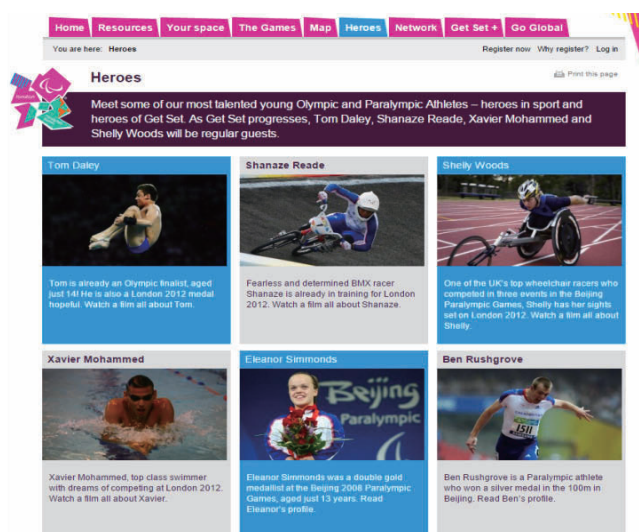 Home Resources Your space The Games Map Heroes Network Get Set + Go Global
You are here: Heroes Register now Why register? Log in
Heroes
Print this page
Meet some of our most talented young Olympic and Paralympic Athletes – heroes in sport and
heroes of Get Set. As Get Set progresses, Tom Daley, Shanaze Reade, Xavier Mohammed and
Shelly Woods will be regular guests.
Tom Daley
Tom is already an Olympic finalist, aged
just 14! He is also a London 2012 medal
hopeful. Watch a film all about Tom.
Shanaze Reade
Fearless and determined BMX racer
Shanaze is already in training for London
2012. Watch a film all about Shanaze.
Shelly Woods
One of the UK's top wheelchair racers who
competed in three events in the Beijing
Paralympic Games, Shelly has her sights
set on London 2012. Watch a film all about
Shelly.
Xavier Mohammed
Xavier Mohammed, top class swimmer
with dreams of competing at London 2012.
Watch a film all about Xavier.
Eleanor Simmonds
Beijing
Paralympic
Eleanor Simmonds was a double gold
medallist at the Beijing 2008 Paralympic
Games, aged just 13 years. Read
Eleanor's profile.
Ben Rushgrove
Ben Rushgrove is a Paralympic athlete
who won a silver medal in the 100m in
Beijing. Read Ben's profile.